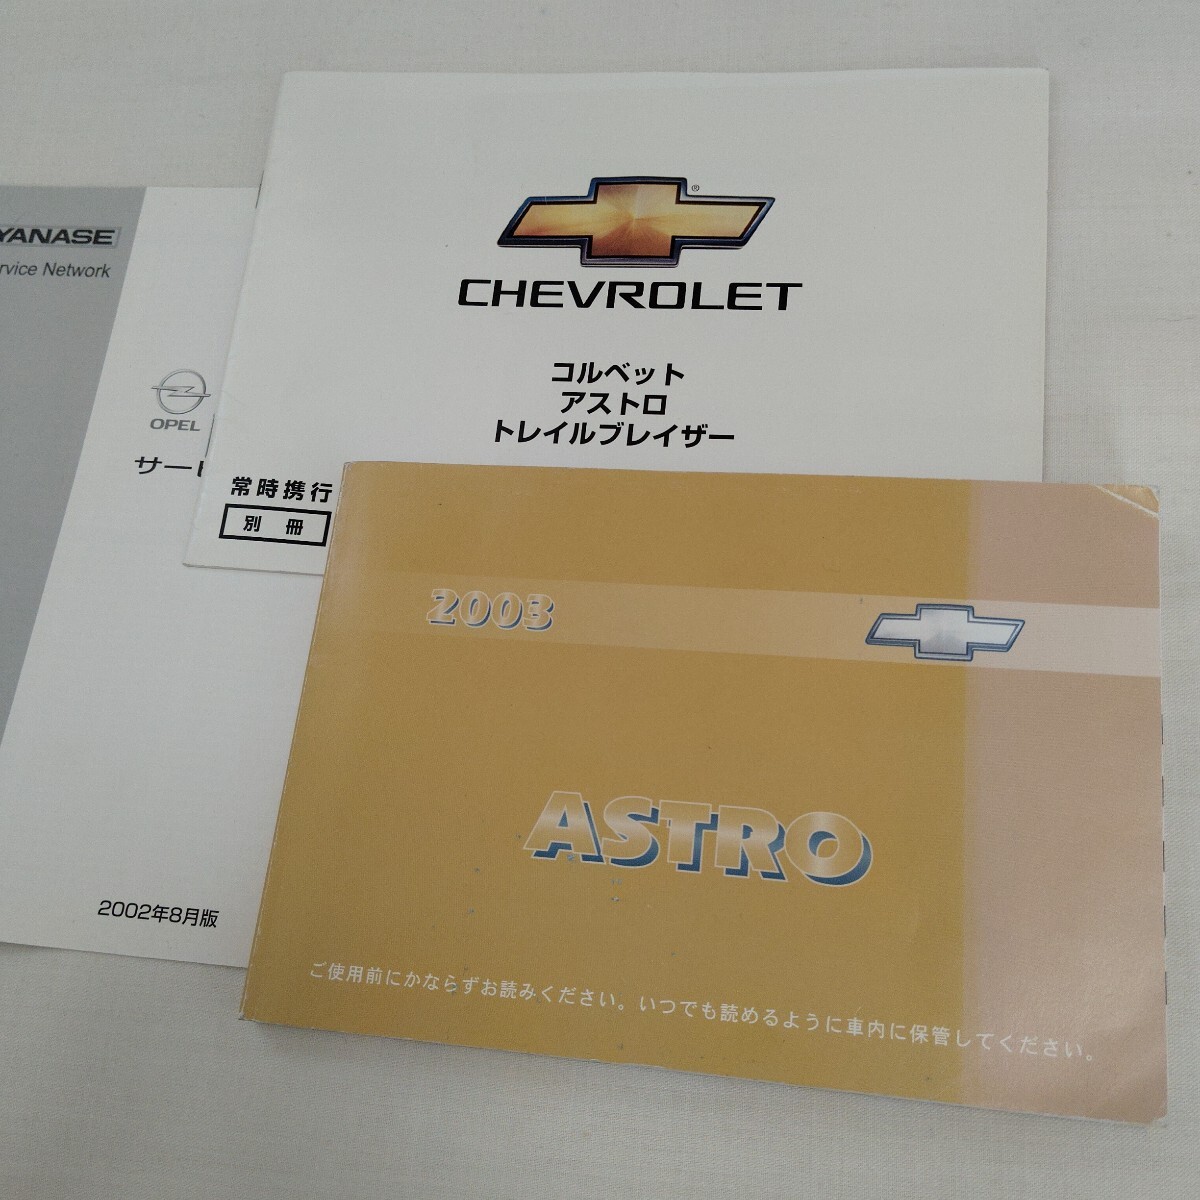 YANASE
Service Network
OPEL
サービ
2002年8月版
®
CHEVROLET
コルベット
アストロ
トレイルブレイザー
常時携行
別 冊
2003
ASTRO
ご使用前にかならずお読みください。いつでも読めるように車内に保管してください。